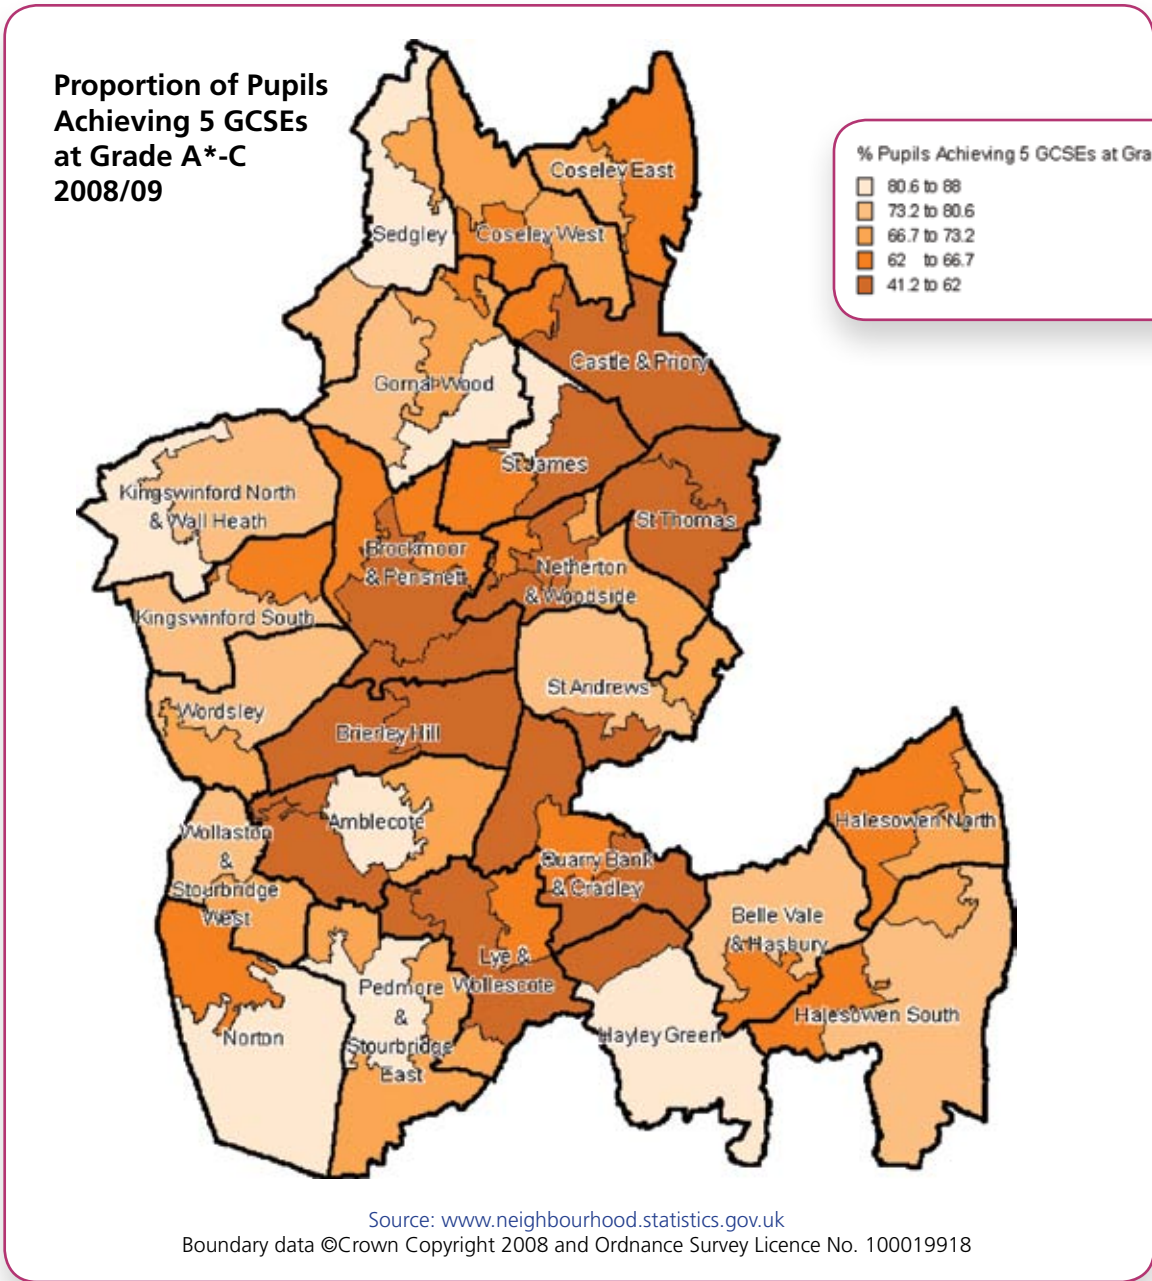 Proportion of Pupils
Achieving 5 GCSEs
at Grade A*-C
2008/09
% Pupils Achieving 5 GCSEs at Gra
80.6 to 88
73.2 to 80.6
66.7 to 73.2
62 to 66.7
41.2 to 62
Coseley East
Sedgley
Coseley West
Castle & Priory
Gornal Wood
St James
Kingswinford North
& Wall Heath
St Thomas
Brockmoor
& Pensnett
Netherton
& Woodside
Kingswinford South
St Andrews
Wordsley
Brierley Hill
Amblecote
Halesowen North
Wollaston
&
Stourbridge
West
Quarry Bank
& Cradley
Belle Vale
& Hasbury
Lye &
Wollescote
Pedmore
&
Stourbridge
East
Halesowen South
Norton
Hayley Green
Source: www.neighbourhood.statistics.gov.uk
Boundary data ©Crown Copyright 2008 and Ordnance Survey Licence No. 100019918